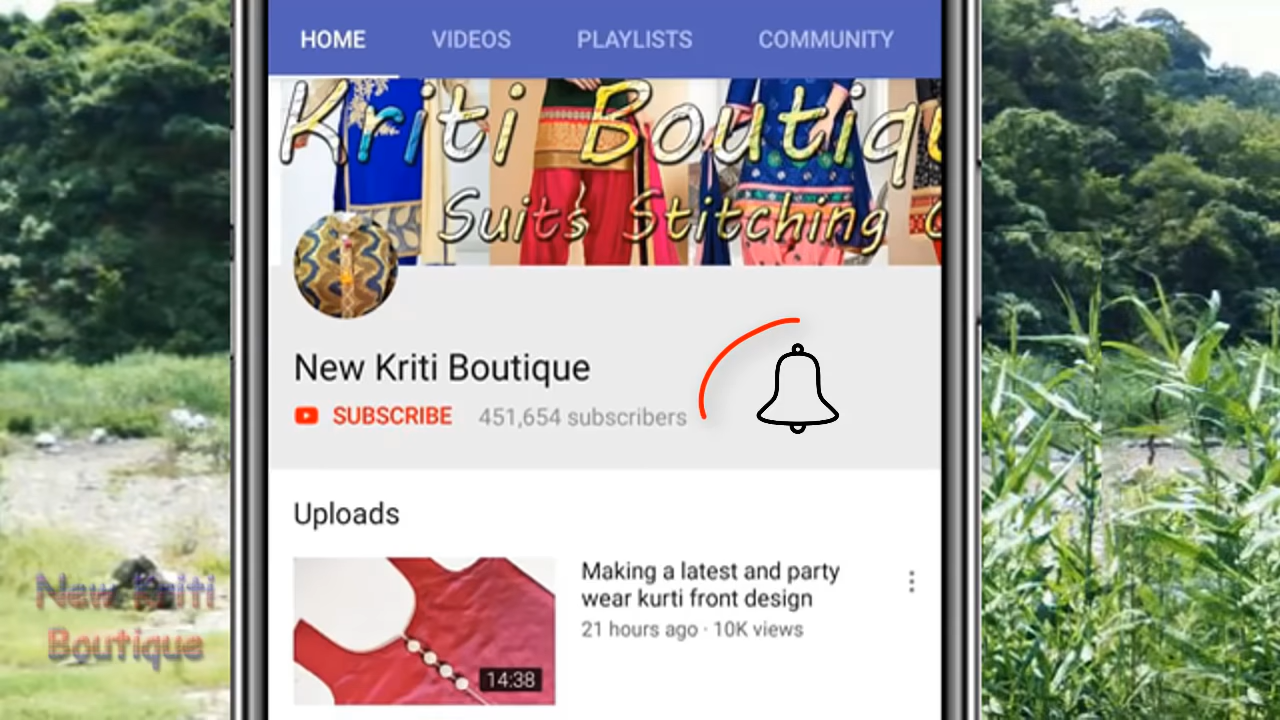 HOME VIDEOS PLAYLISTS COMMUNITY
Kriti Boutiqu
Suits Stitching
New Kriti Boutique
SUBSCRIBE 451,654 subscribers
Uploads
Making a latest and party
wear kurti front design
21 hours ago · 10K views
14:38
New Kriti
Boutique